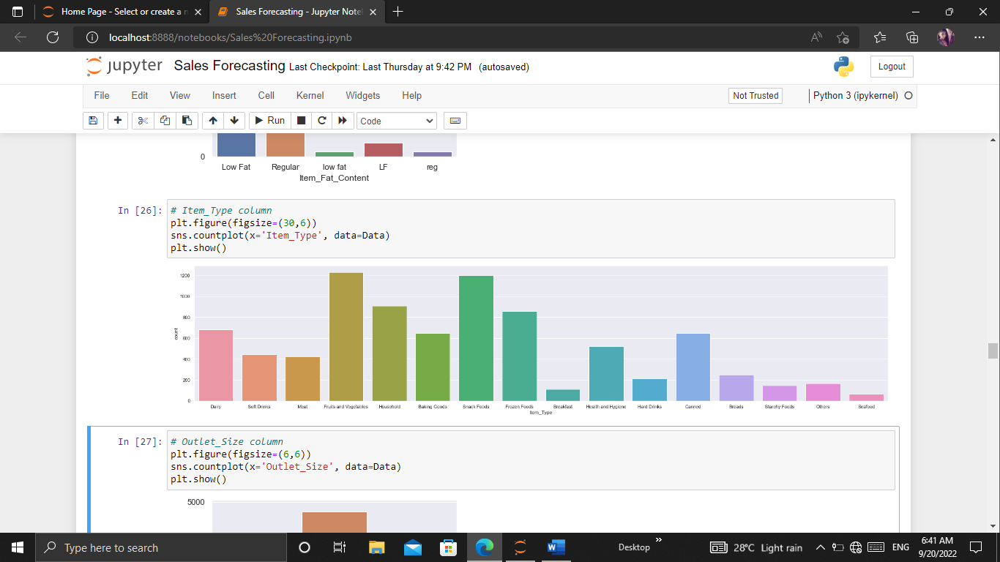 Home Page - Select or create a n
Sales Forecasting - Jupyter Note
localhost:8888/notebooks/Sales%20Forecasting.ipynb
jupyter Sales Forecasting Last Checkpoint: Last Thursday at 9:42 PM (autosaved)
Logout
File Edit View Insert Cell Kernel Widgets Help
Not Trusted
Python 3 (ipykernel)
Run
Code
0
Low Fat Regular low fat LF reg
Item_Fat_Content
In [26]:
# Item_Type column
plt.figure(figsize=(30,6))
sns.countplot(x='Item_Type', data=Data)
plt.show()
1200
1000
800
600
400
200
0
count
Dairy Soft Drinks Meat Fruits and Vegetables Household Baking Goods Snack Foods Frozen Foods Breakfast Health and Hygiene Hard Drinks Canned Breads Starchy Foods Others Seafood
Item_Type
In [27]:
# Outlet_Size column
plt.figure(figsize=(6,6))
sns.countplot(x='Outlet_Size', data=Data)
plt.show()
5000
Type here to search
Desktop
28°C Light rain
ENG
6:41 AM
9/20/2022